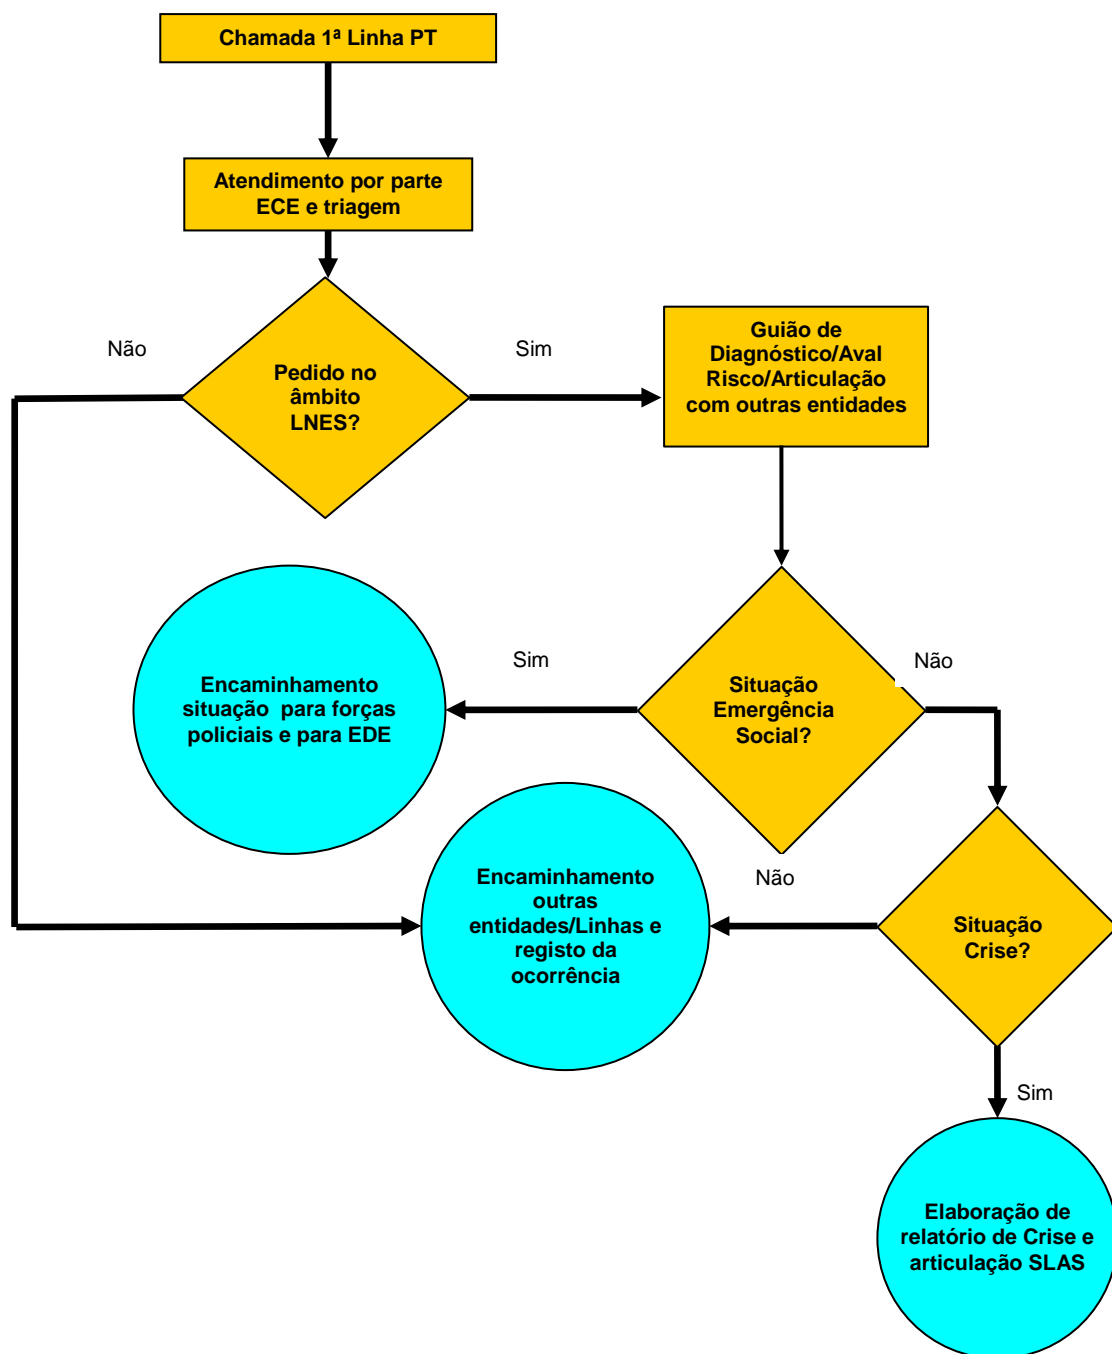 Chamada 1ª Linha PT
Atendimento por parte
ECE e triagem
Não
Sim
Pedido no
âmbito
LNES?
Guião de
Diagnóstico/Aval
Risco/Articulação
com outras entidades
Sim
Não
Encaminhamento
situação para forças
policiais e para EDE
Situação
Emergência
Social?
Encaminhamento
outras
entidades/Linhas e
registo da
ocorrência
Não
Situação
Crise?
Sim
Elaboração de
relatório de Crise e
articulação SLAS